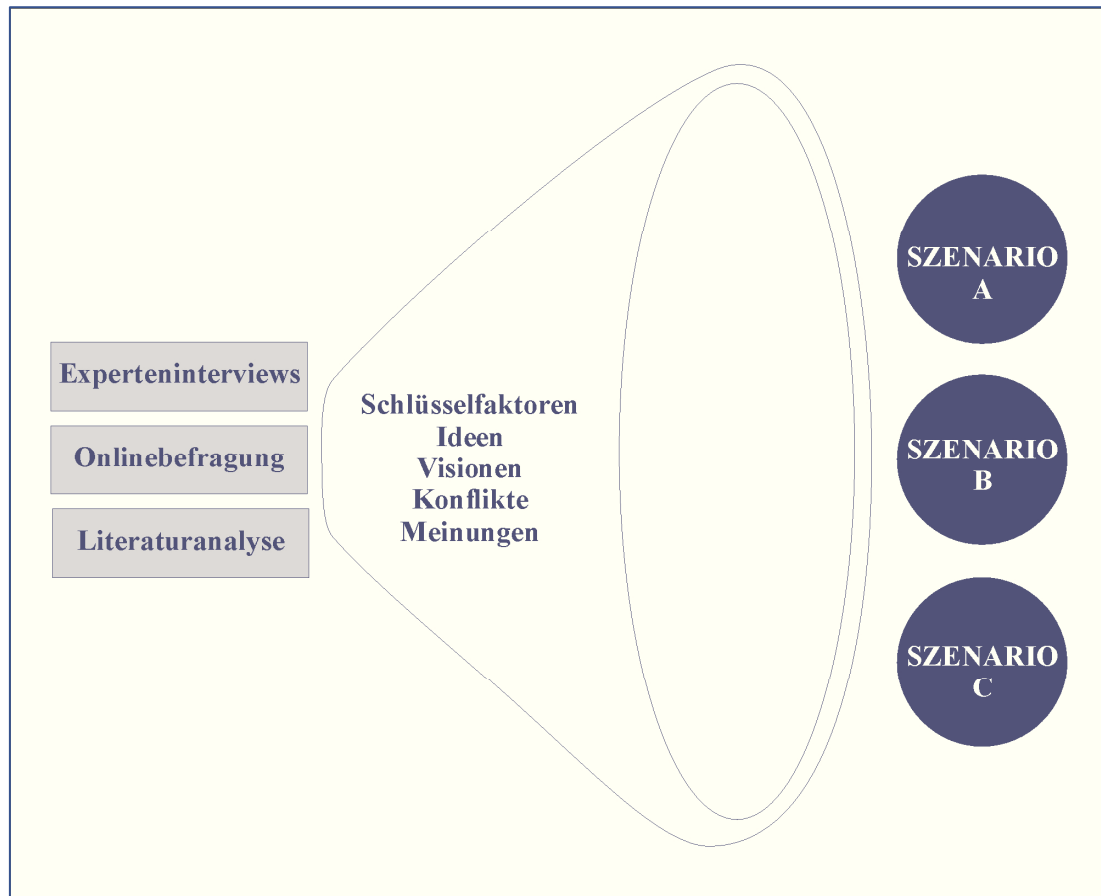 Experteninterviews
Onlinebefragung
Literaturanalyse
Schlüsselfaktoren
Ideen
Visionen
Konflikte
Meinungen
SZENARIO
A
SZENARIO
B
SZENARIO
C